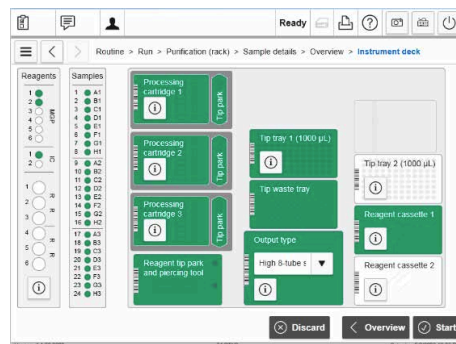 Ready
Routine > Run > Purification (rack) > Sample details > Overview > Instrument deck
Reagents
Samples
1
2
3
4
5
6
MGP
1
2
IC
1
2
3
4
5
6
R
R
R
R
1 A1
2 B1
3 C1
4 D1
5 E1
6 F1
7 G1
8 H1
9 A2
10 B2
11 C2
12 D2
13 E2
14 F2
15 G2
16 H2
17 A3
18 B3
19 C3
20 D3
21 E3
22 F3
23 G3
24 H3
Processing
cartridge 1
Tip park
Processing
cartridge 2
Tip park
Processing
cartridge 3
Tip park
Reagent tip park
and piercing tool
Tip tray 1 (1000 µL)
Tip waste tray
Output type
High 8-tube s
Tip tray 2 (1000 µL)
Reagent cassette 1
Reagent cassette 2
Discard
Overview
Start